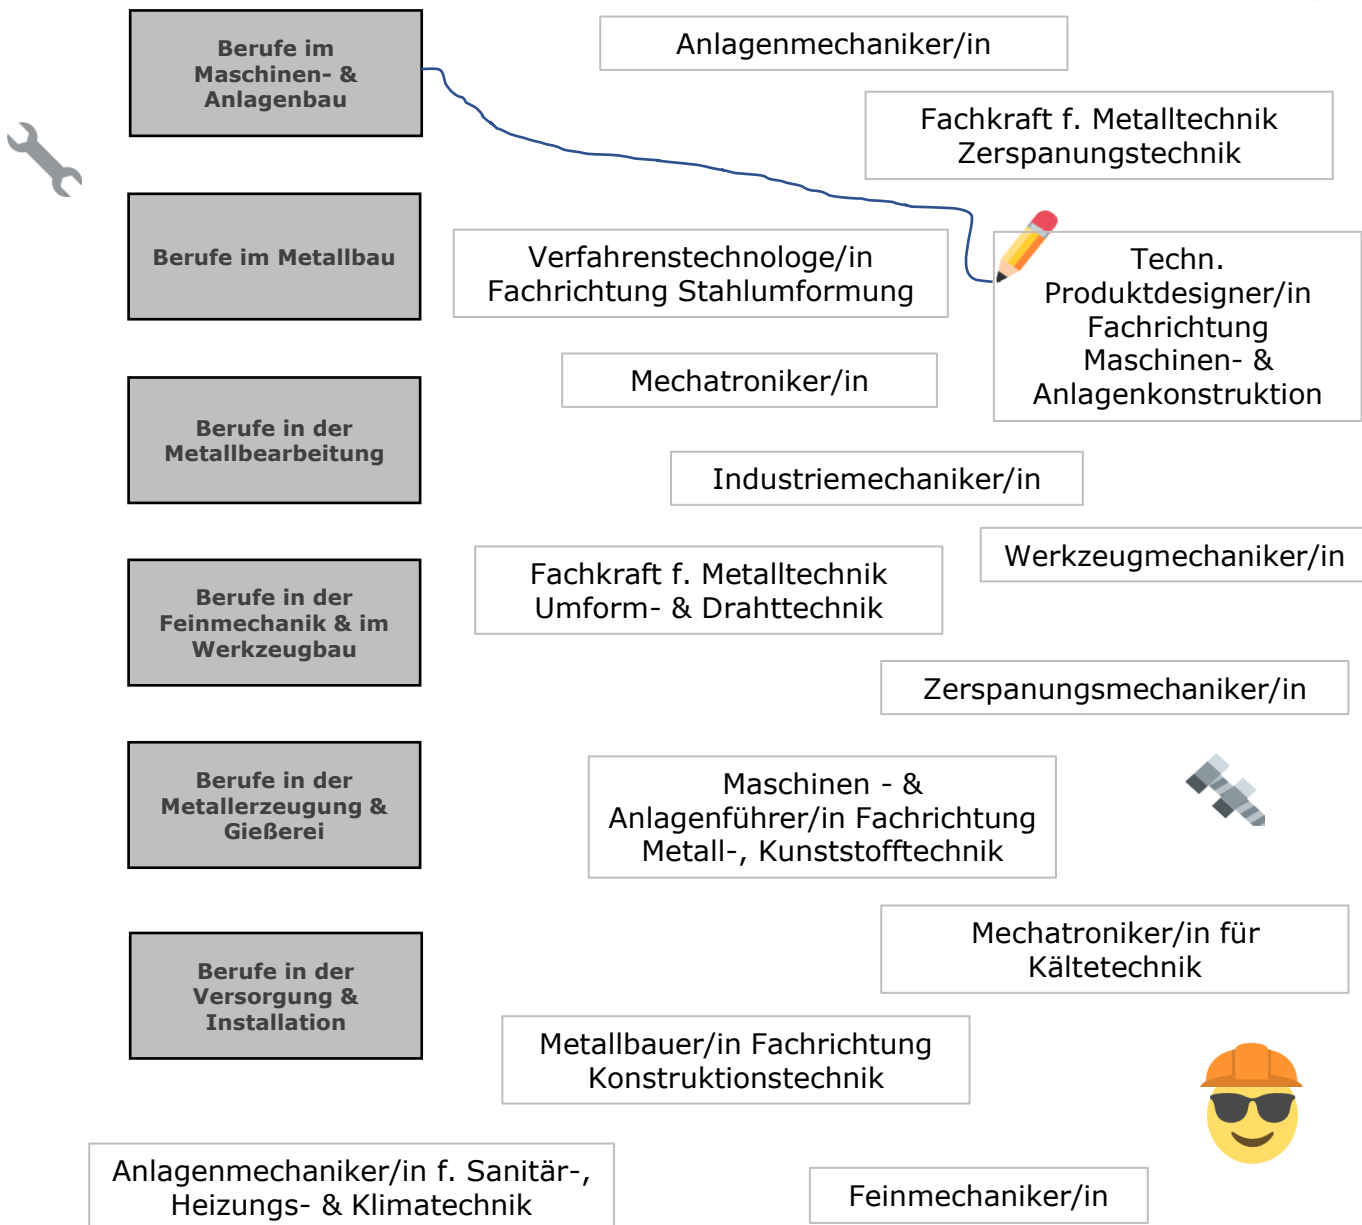 Berufe im
Maschinen- &
Anlagenbau
Anlagenmechaniker/in
Fachkraft f. Metalltechnik
Zerspanungstechnik
Berufe im Metallbau
Verfahrenstechnologe/in
Fachrichtung Stahlumformung
Techn.
Produktdesigner/in
Fachrichtung
Maschinen- &
Anlagenkonstruktion
Mechatroniker/in
Berufe in der
Metallbearbeitung
Industriemechaniker/in
Werkzeugmechaniker/in
Fachkraft f. Metalltechnik
Umform- & Drahttechnik
Berufe in der
Feinmechanik & im
Werkzeugbau
Zerspanungsmechaniker/in
Berufe in der
Metallerzeugung &
Gießerei
Maschinen - &
Anlagenführer/in Fachrichtung
Metall-, Kunststofftechnik
Mechatroniker/in für
Kältetechnik
Berufe in der
Versorgung &
Installation
Metallbauer/in Fachrichtung
Konstruktionstechnik
Anlagenmechaniker/in f. Sanitär-,
Heizungs- & Klimatechnik
Feinmechaniker/in